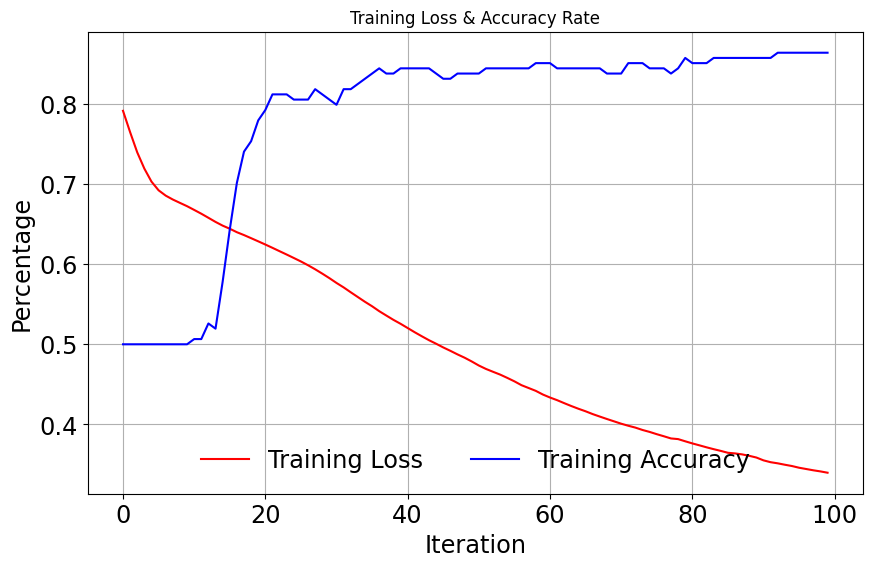 Training Loss & Accuracy Rate
Percentage
0.8
0.7
0.6
0.5
0.4
Training Loss Training Accuracy
0 20 40 60 80 100
Iteration